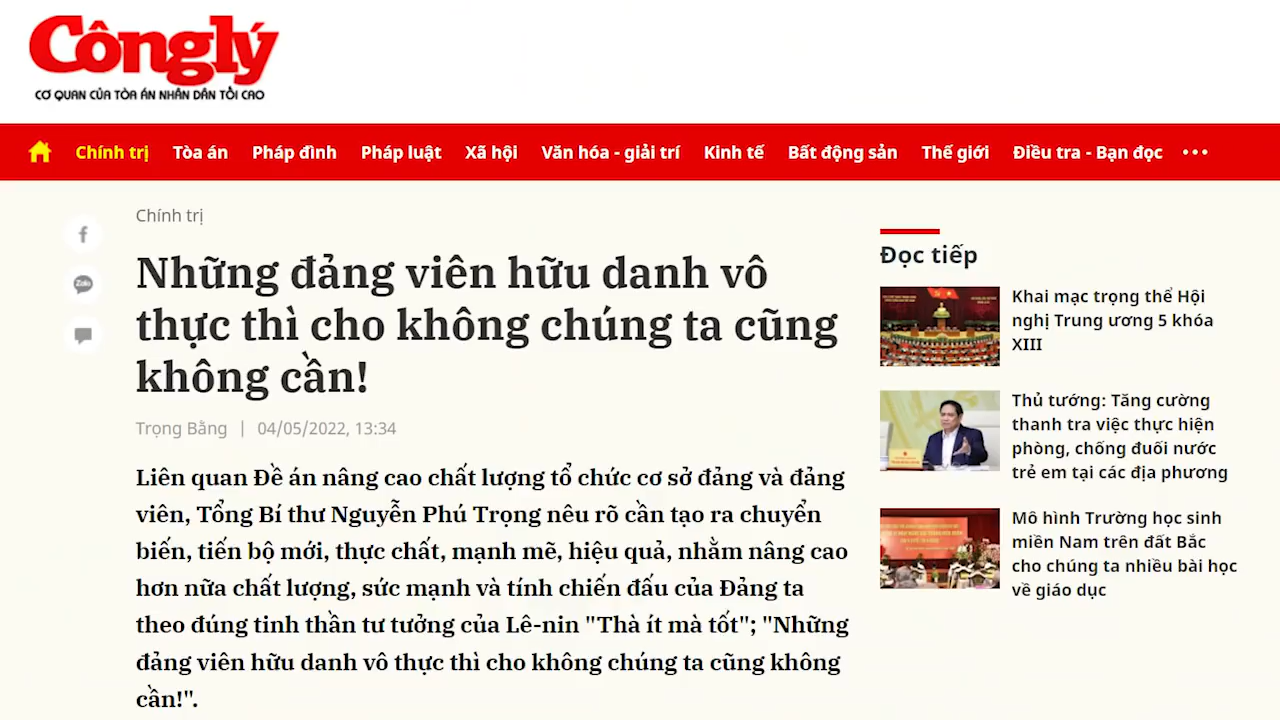 Cônglý
CƠ QUAN CỦA TÒA ÁN NHÂN DÂN TỐI CAO
Chính trị Tòa án Pháp đình Pháp luật Xã hội Văn hóa - giải trí Kinh tế Bất động sản Thế giới Điều tra - Bạn đọc
Chính trị
Zalo
Những đảng viên hữu danh vô
thực thì cho không chúng ta cũng
không cần!
Trọng Bằng | 04/05/2022, 13:34
Liên quan Đề án nâng cao chất lượng tổ chức cơ sở đảng và đảng
viên, Tổng Bí thư Nguyễn Phú Trọng nêu rõ cần tạo ra chuyển
biến, tiến bộ mới, thực chất, mạnh mẽ, hiệu quả, nhằm nâng cao
hơn nữa chất lượng, sức mạnh và tính chiến đấu của Đảng ta
theo đúng tinh thần tư tưởng của Lê-nin "Thà ít mà tốt"; "Những
đảng viên hữu danh vô thực thì cho không chúng ta cũng không
cần!".
Đọc tiếp
Khai mạc trọng thể Hội
nghị Trung ương 5 khóa
XIII
Thủ tướng: Tăng cường
thanh tra việc thực hiện
phòng, chống đuối nước
trẻ em tại các địa phương
Mô hình Trường học sinh
miền Nam trên đất Bắc
cho chúng ta nhiều bài học
về giáo dục